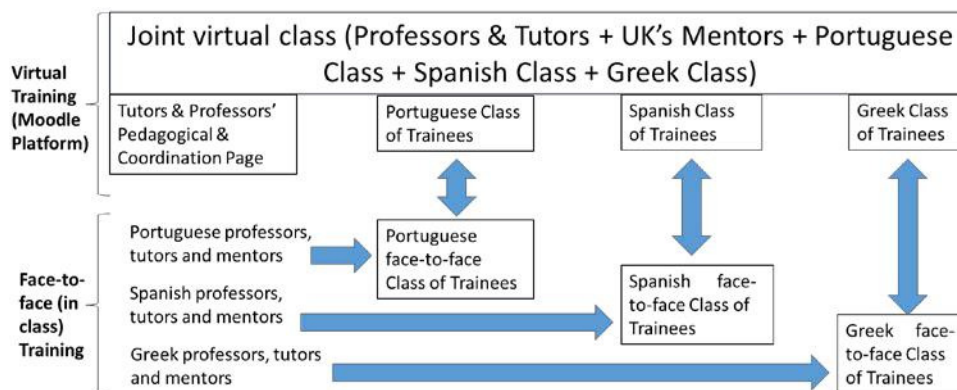 Joint virtual class (Professors & Tutors + UK's Mentors + Portuguese
Class + Spanish Class + Greek Class)
Virtual
Training
(Moodle
Platform)
Tutors & Professors'
Pedagogical &
Coordination Page
Portuguese Class
of Trainees
Spanish Class
of Trainees
Greek Class
of Trainees
Face-to-
face (in
class)
Training
Portuguese professors,
tutors and mentors
Portuguese
face-to-face
Class of Trainees
Spanish professors,
tutors and mentors
Spanish face-
to-face Class of
Trainees
Greek professors, tutors
and mentors
Greek face-
to-face Class
of Trainees